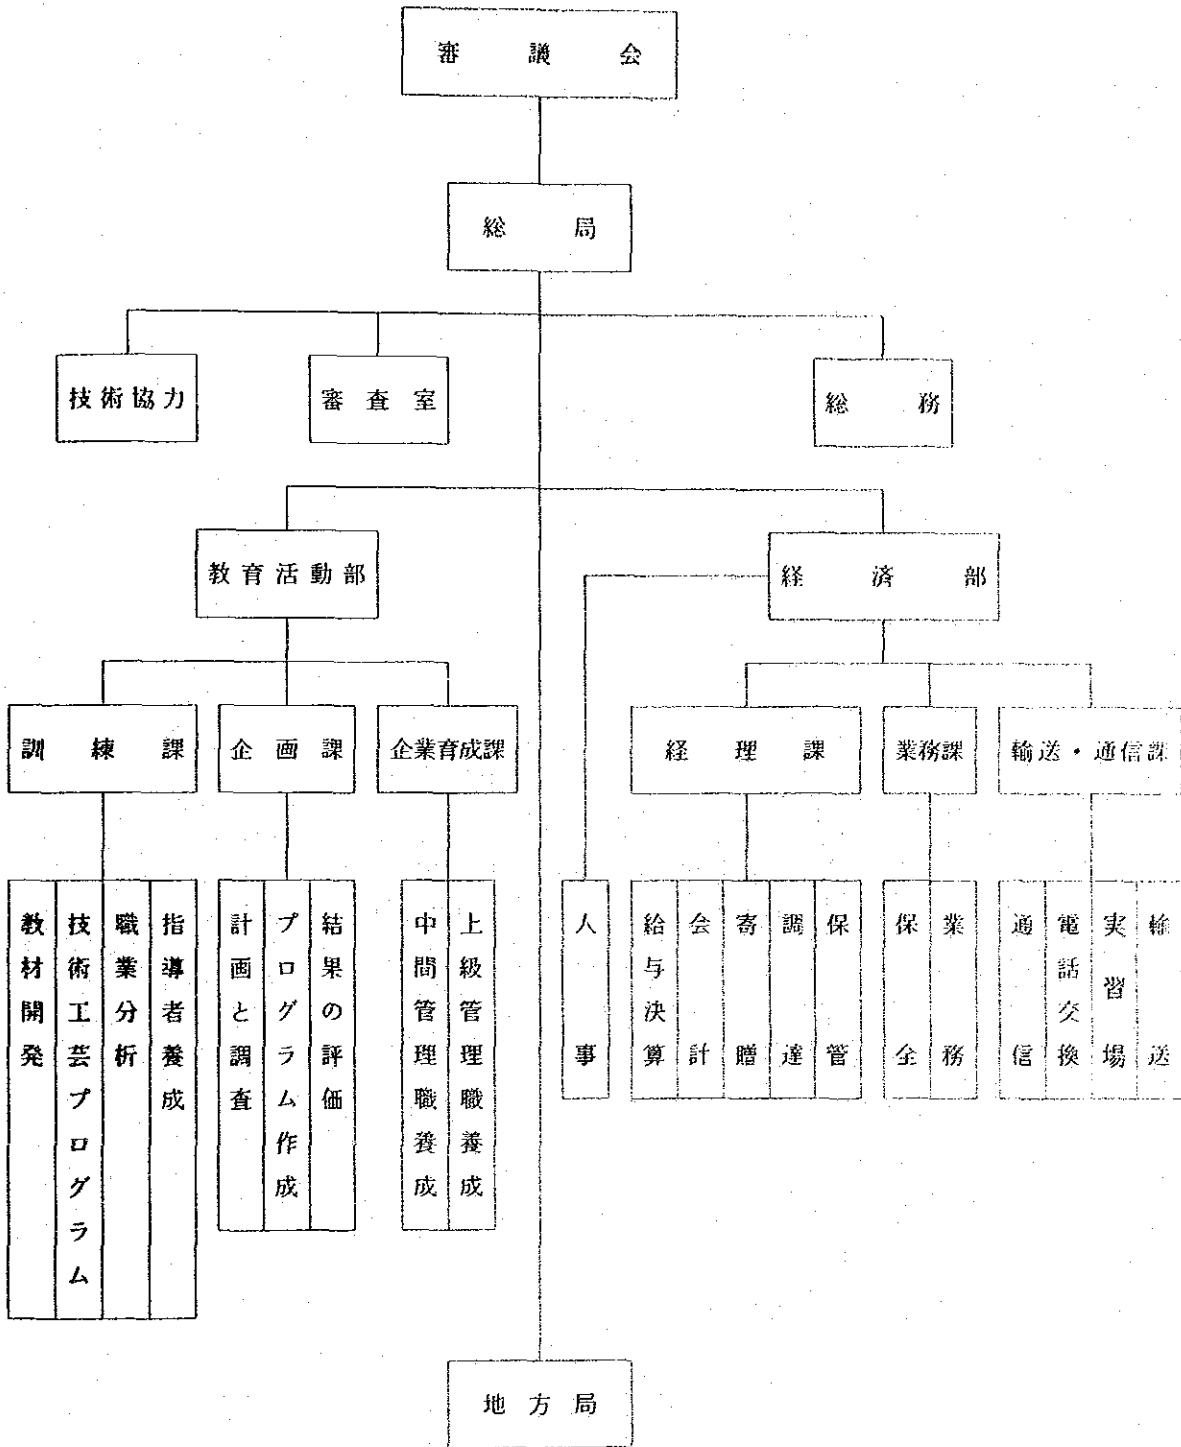 審議会
総局
技術協力
審査室
総務
教育活動部
経済部
訓練課
企画課
企業育成課
経理課
業務課
輸送・通信課
教材開発
技術工芸プログラム
職業分析
指導者養成
計画と調査
プログラム作成
結果の評価
中間管理職養成
上級管理職養成
人事
給与決算
会計
寄贈
調達
保管
保全
業務
通信
電話交換
実習場
輸送
地方局